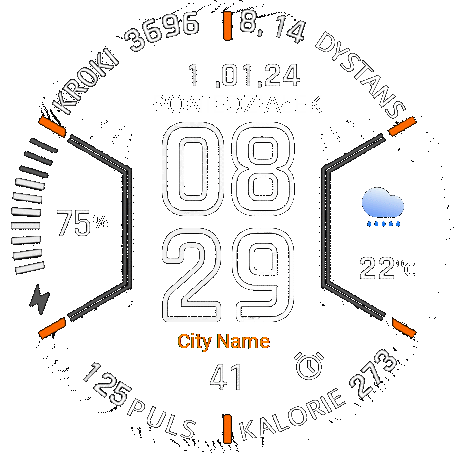 KROKI 3696
8, 14 DYSTANS
1 ,01,24
PONIEDZIAŁEK
08
75%
22°C
29
City Name
41
125 PULS
KALORIE 273